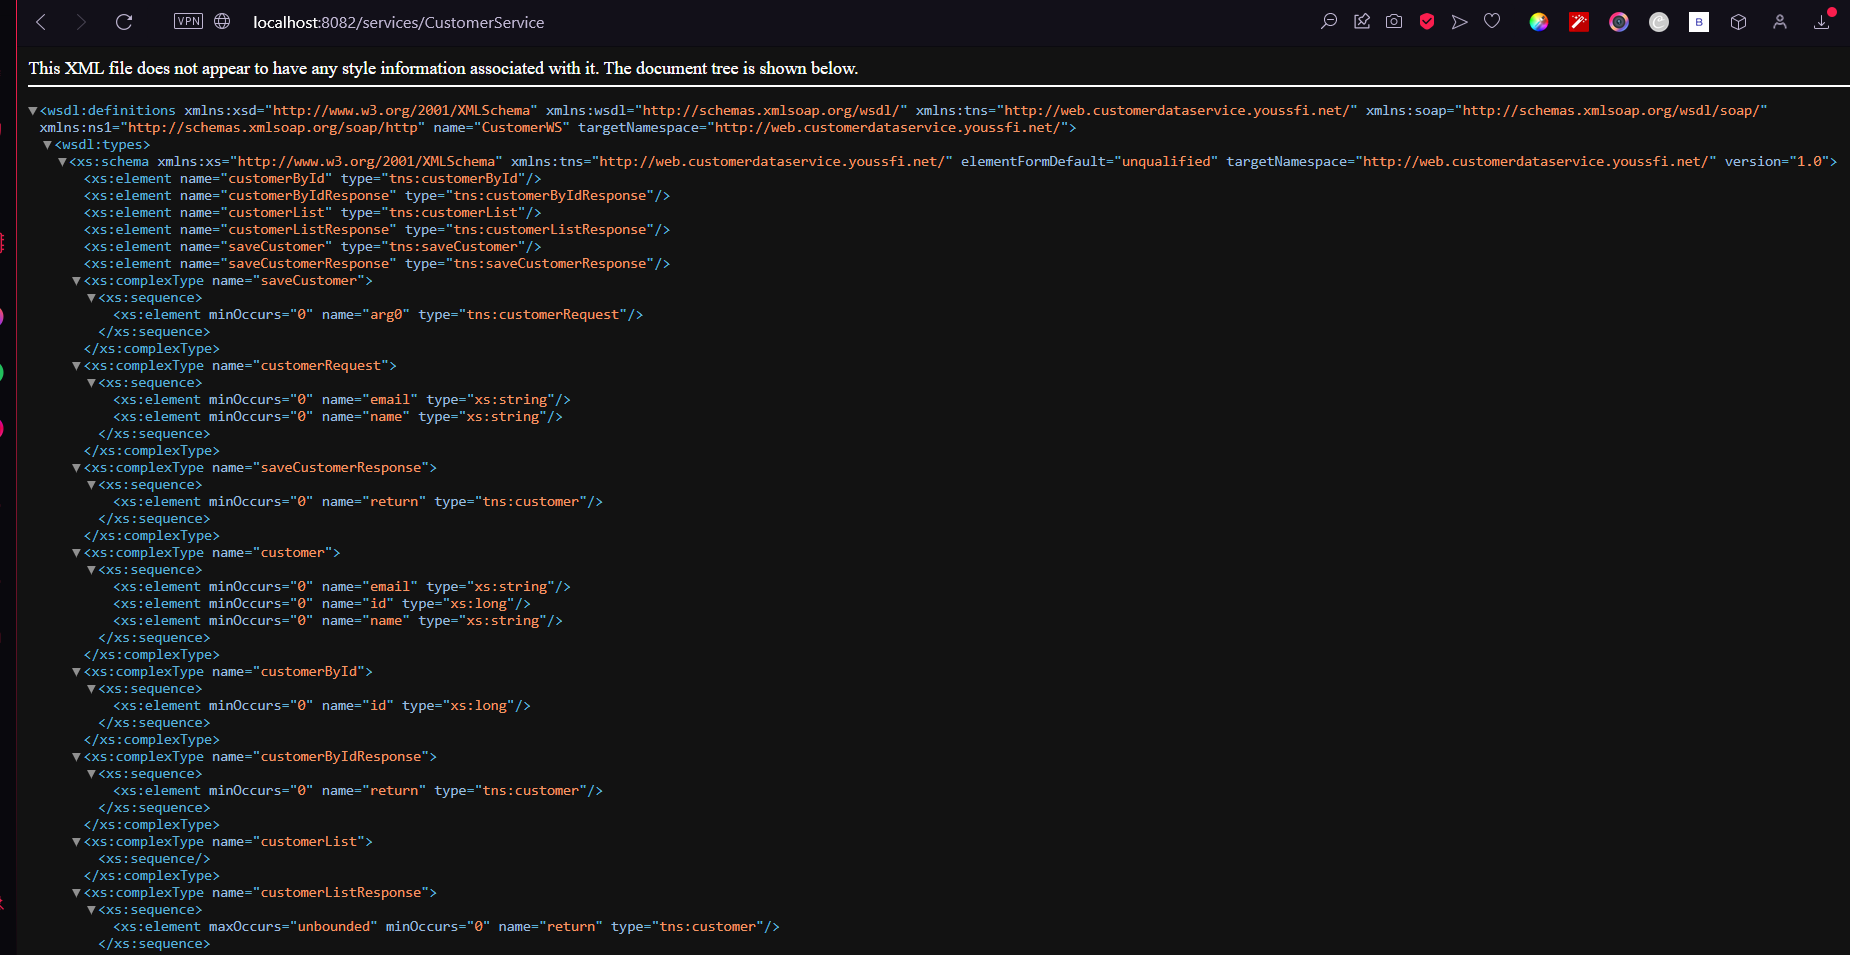 VPN localhost:8082/services/CustomerService B
This XML file does not appear to have any style information associated with it. The document tree is shown below.
▼<wsdl:definitions xmlns:xsd="http://www.w3.org/2001/XMLSchema" xmlns:wsdl="http://schemas.xmlsoap.org/wsdl/" xmlns:tns="http://web.customerdataservice.youssfi.net/" xmlns:soap="http://schemas.xmlsoap.org/wsdl/soap/"
xmlns:ns1="http://schemas.xmlsoap.org/soap/http" name="CustomerWS" targetNamespace="http://web.customerdataservice.youssfi.net/">
▼<wsdl:types>
▼<xs:schema xmlns:xs="http://www.w3.org/2001/XMLSchema" xmlns:tns="http://web.customerdataservice.youssfi.net/" elementFormDefault="unqualified" targetNamespace="http://web.customerdataservice.youssfi.net/" version="1.0">
<xs:element name="customerById" type="tns:customerById"/>
<xs:element name="customerByIdResponse" type="tns:customerByIdResponse"/>
<xs:element name="customerList" type="tns:customerList"/>
<xs:element name="customerListResponse" type="tns:customerListResponse"/>
<xs:element name="saveCustomer" type="tns:saveCustomer"/>
<xs:element name="saveCustomerResponse" type="tns:saveCustomerResponse"/>
▼<xs:complexType name="saveCustomer">
▼<xs:sequence>
<xs:element minOccurs="0" name="arg0" type="tns:customerRequest"/>
</xs:sequence>
</xs:complexType>
▼<xs:complexType name="customerRequest">
▼<xs:sequence>
<xs:element minOccurs="0" name="email" type="xs:string"/>
<xs:element minOccurs="0" name="name" type="xs:string"/>
</xs:sequence>
</xs:complexType>
▼<xs:complexType name="saveCustomerResponse">
▼<xs:sequence>
<xs:element minOccurs="0" name="return" type="tns:customer"/>
</xs:sequence>
</xs:complexType>
▼<xs:complexType name="customer">
▼<xs:sequence>
<xs:element minOccurs="0" name="email" type="xs:string"/>
<xs:element minOccurs="0" name="id" type="xs:long"/>
<xs:element minOccurs="0" name="name" type="xs:string"/>
</xs:sequence>
</xs:complexType>
▼<xs:complexType name="customerById">
▼<xs:sequence>
<xs:element minOccurs="0" name="id" type="xs:long"/>
</xs:sequence>
</xs:complexType>
▼<xs:complexType name="customerByIdResponse">
▼<xs:sequence>
<xs:element minOccurs="0" name="return" type="tns:customer"/>
</xs:sequence>
</xs:complexType>
▼<xs:complexType name="customerList">
<xs:sequence/>
</xs:complexType>
▼<xs:complexType name="customerListResponse">
▼<xs:sequence>
<xs:element maxOccurs="unbounded" minOccurs="0" name="return" type="tns:customer"/>
</xs:sequence>